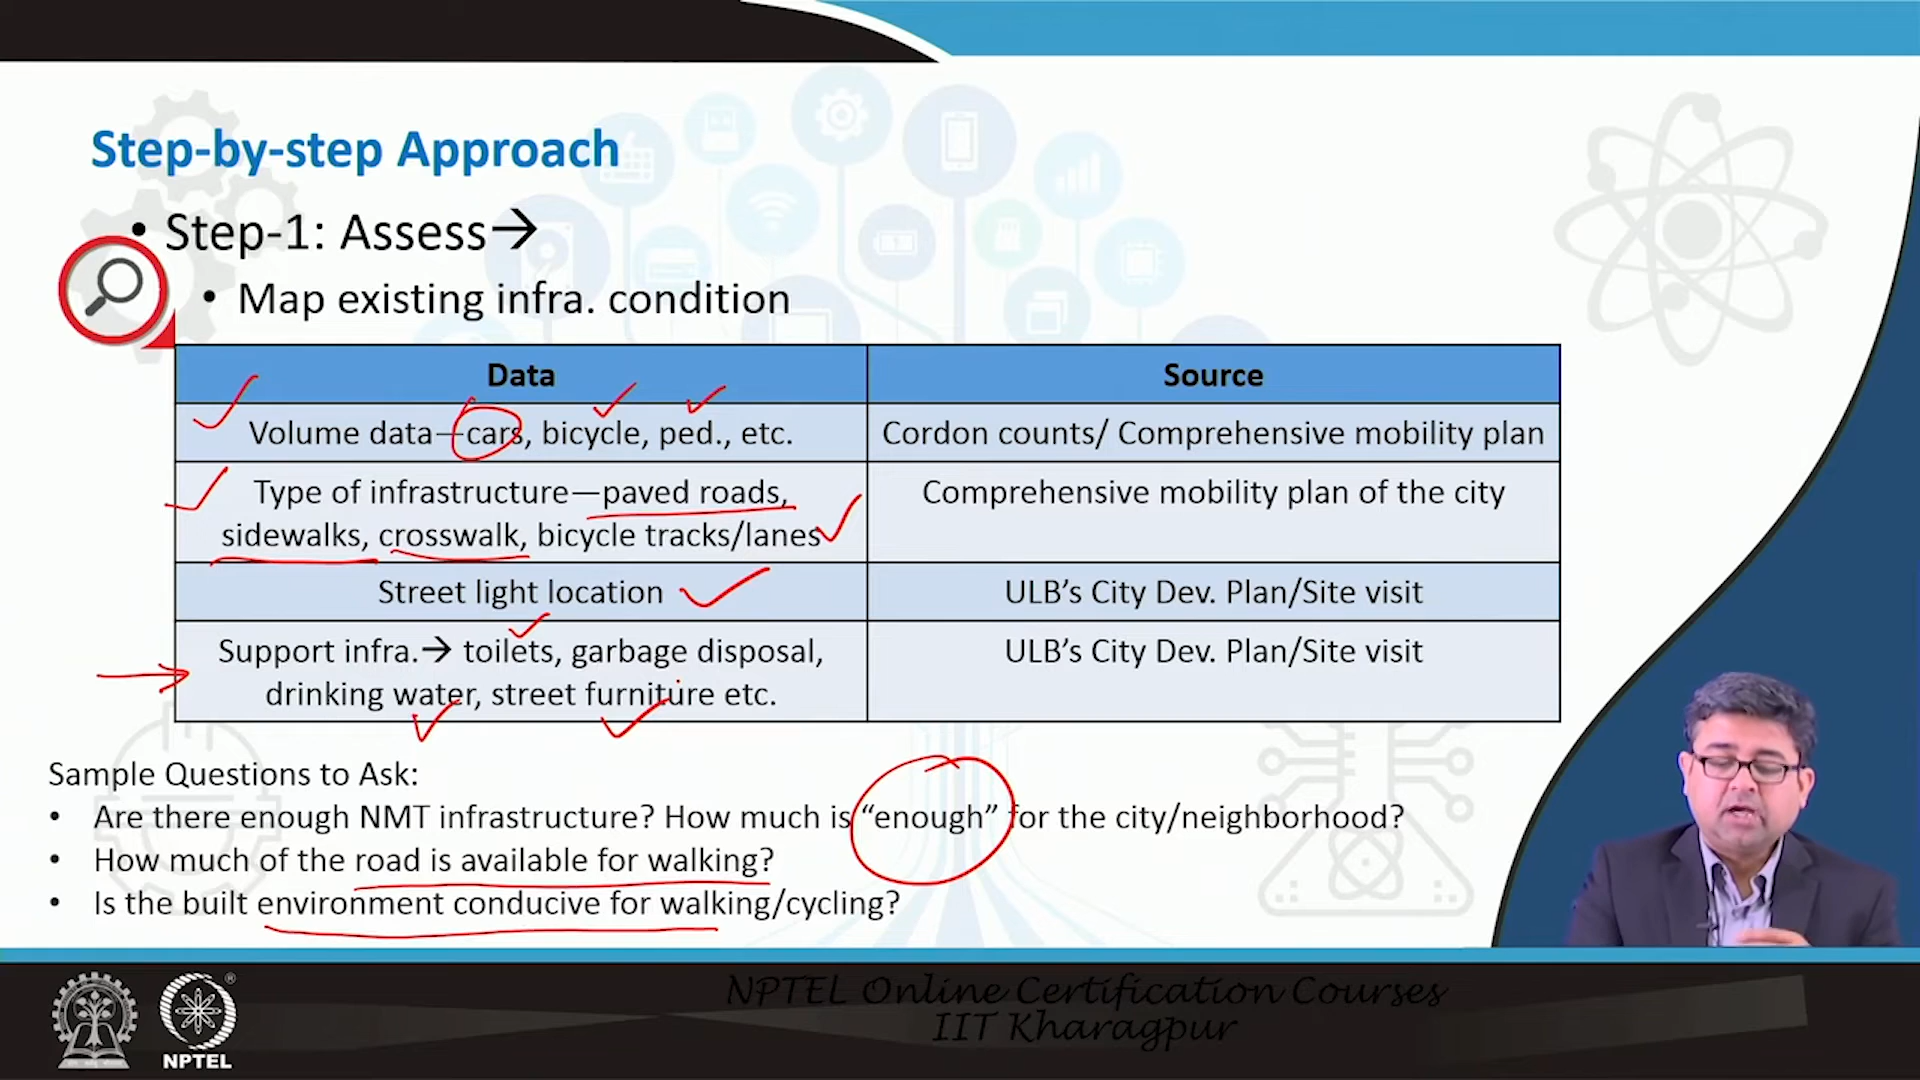 Step-by-step Approach
• Step-1: Assess→
• Map existing infra. condition
Data
Source
Volume data—cars, bicycle, ped., etc.
Cordon counts/ Comprehensive mobility plan
Type of infrastructure—paved roads,
sidewalks, crosswalk, bicycle tracks/lanes
Comprehensive mobility plan of the city
Street light location
ULB’s City Dev. Plan/Site visit
Support infra.→ toilets, garbage disposal,
drinking water, street furniture etc.
ULB’s City Dev. Plan/Site visit
Sample Questions to Ask:
• Are there enough NMT infrastructure? How much is “enough” for the city/neighborhood?
• How much of the road is available for walking?
• Is the built environment conducive for walking/cycling?
NPTEL Online Certification Courses
IIT Kharagpur
®
NPTEL